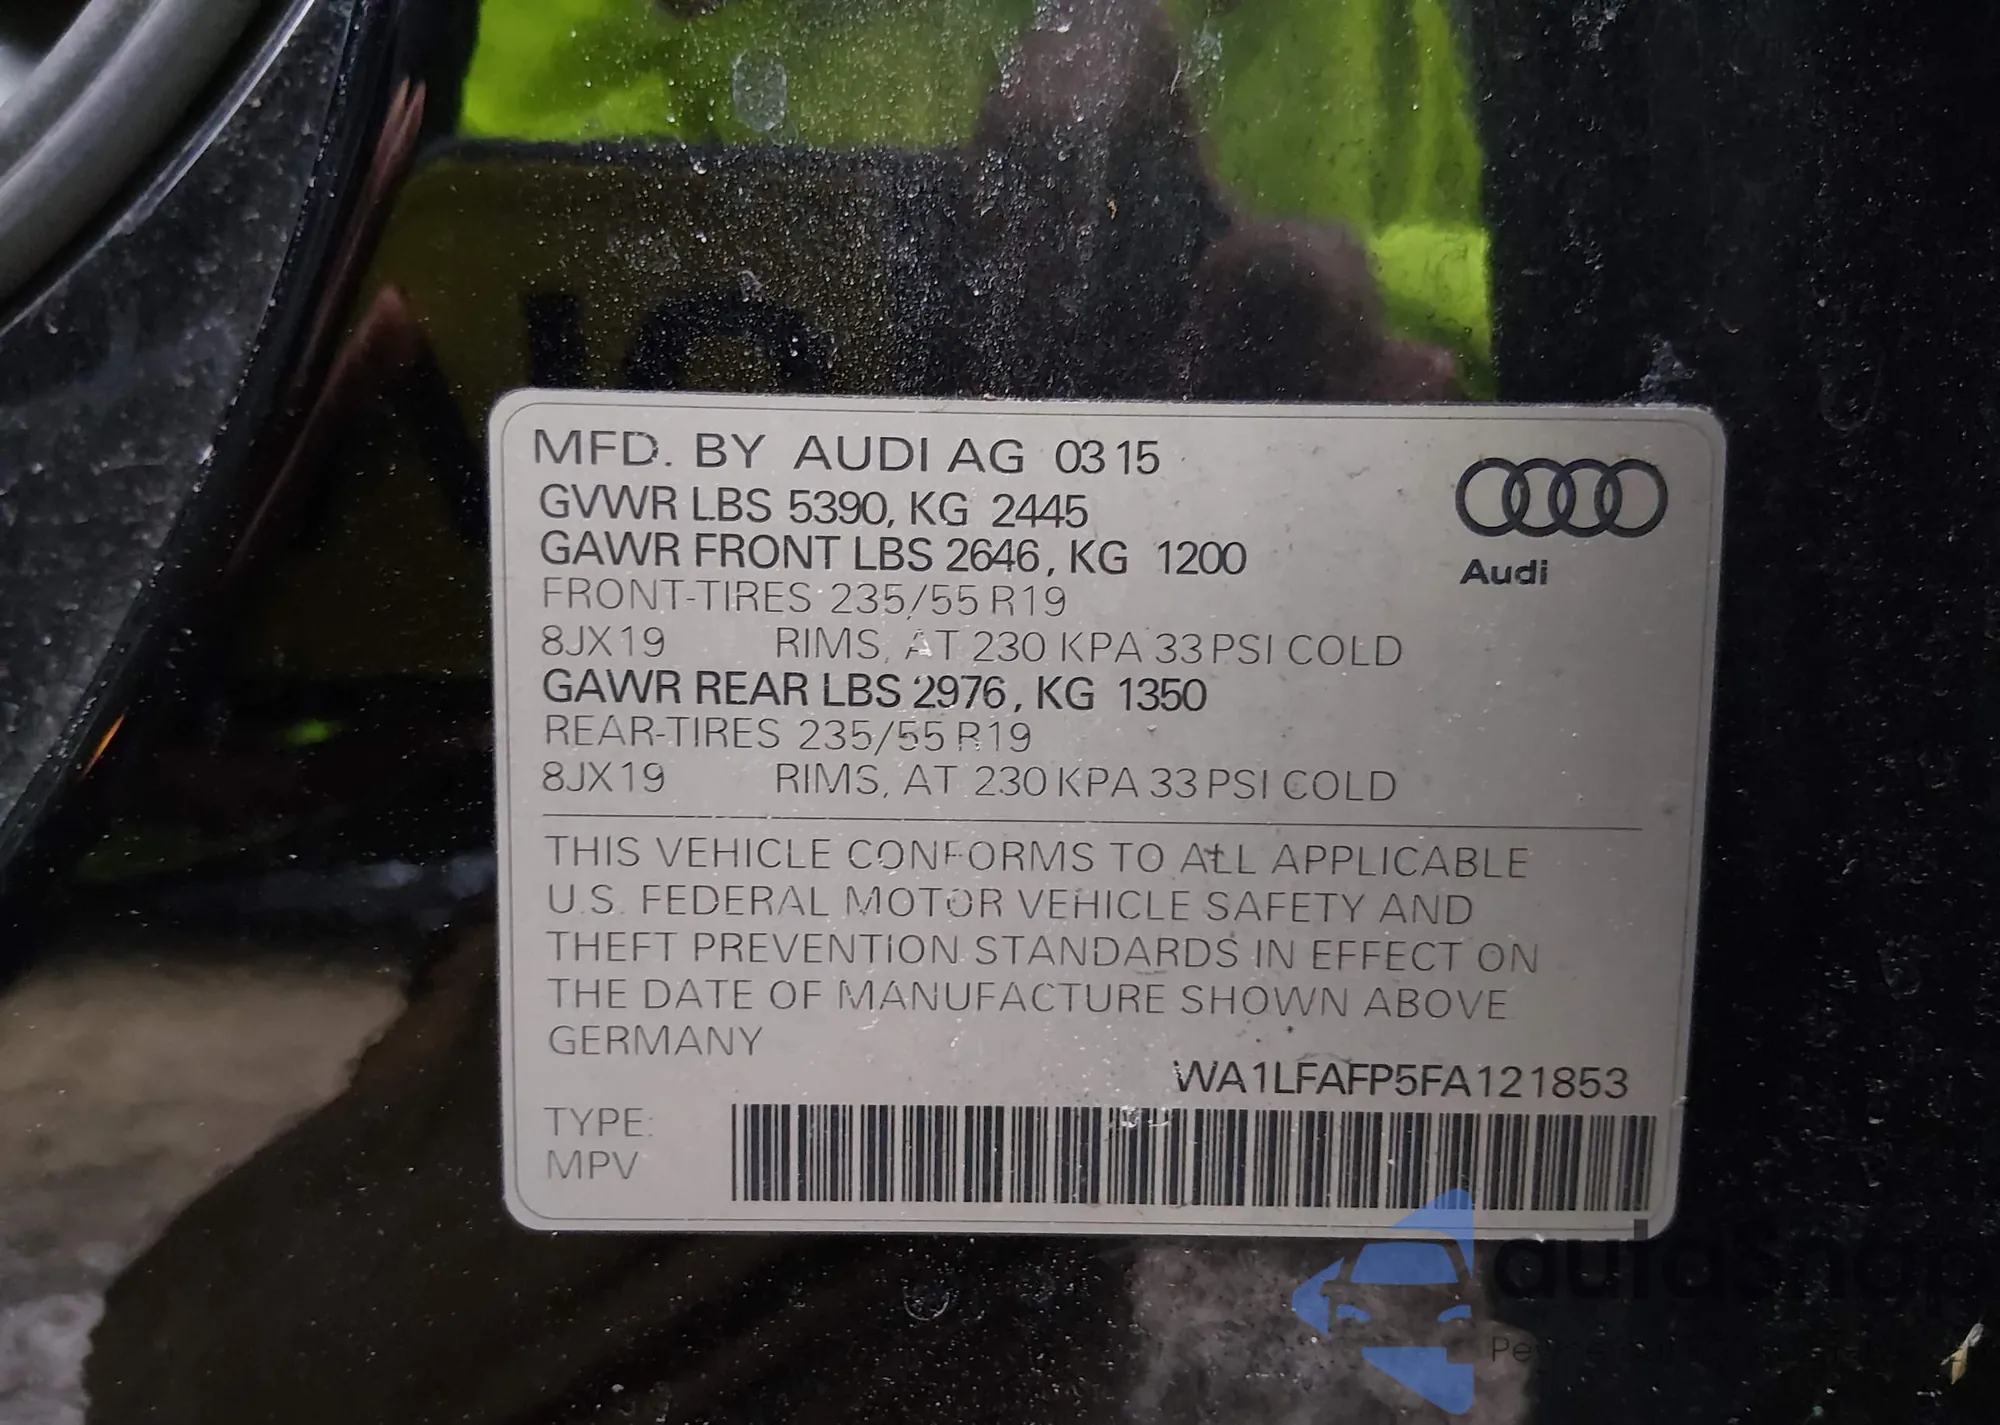 MFD. BY AUDI AG 0315
GVWR LBS 5390, KG 2445
GAWR FRONT LBS 2646, KG 1200
FRONT-TIRES 235/55 R19
8JX19 RIMS, AT 230 KPA 33 PSI COLD
GAWR REAR LBS 2976, KG 1350
REAR-TIRES 235/55 R19
8JX19 RIMS, AT 230 KPA 33 PSI COLD
Audi
THIS VEHICLE CONFORMS TO ALL APPLICABLE
U.S. FEDERAL MOTOR VEHICLE SAFETY AND
THEFT PREVENTION STANDARDS IN EFFECT ON
THE DATE OF MANUFACTURE SHOWN ABOVE
GERMANY
WA1LFAFP5FA121853
TYPE:
MPV